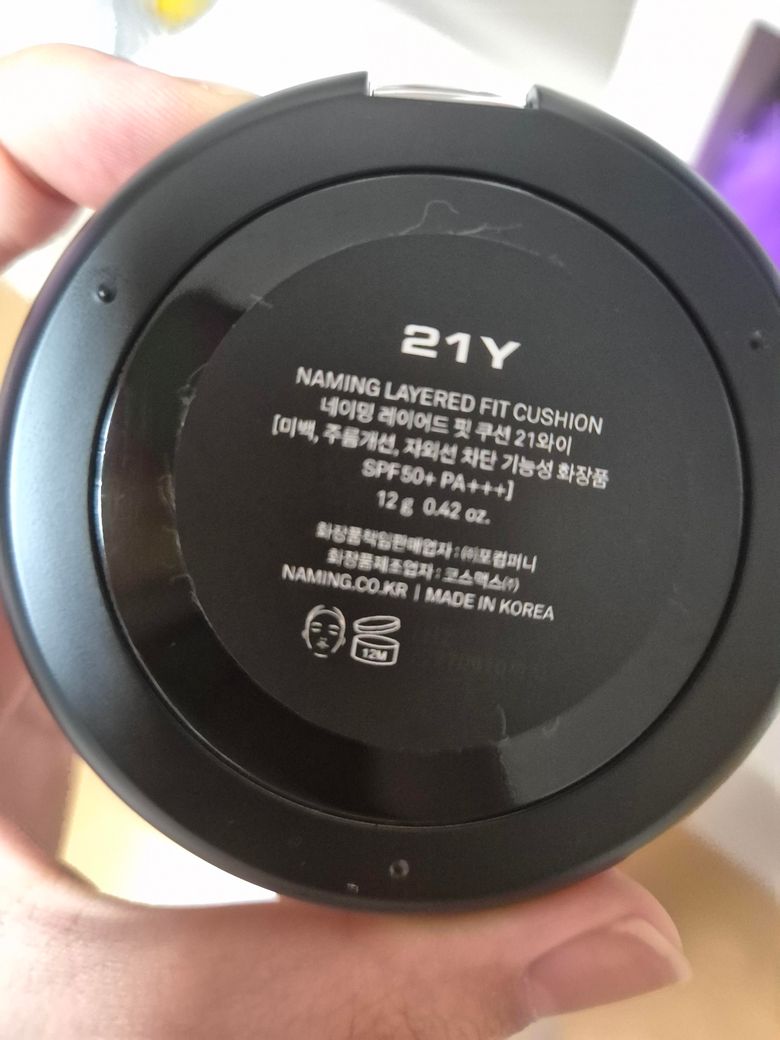 21Y
NAMING LAYERED FIT CUSHION
네이밍 레이어드 핏 쿠션 21와이
[미백, 주름개선, 자외선 차단 기능성 화장품
SPF50+ PA+++]
12 g 0.42 oz.
화장품책임판매업자 : ㈜포컴퍼니
화장품제조업자 : 코스맥스㈜
NAMING.CO.KR | MADE IN KOREA
12M